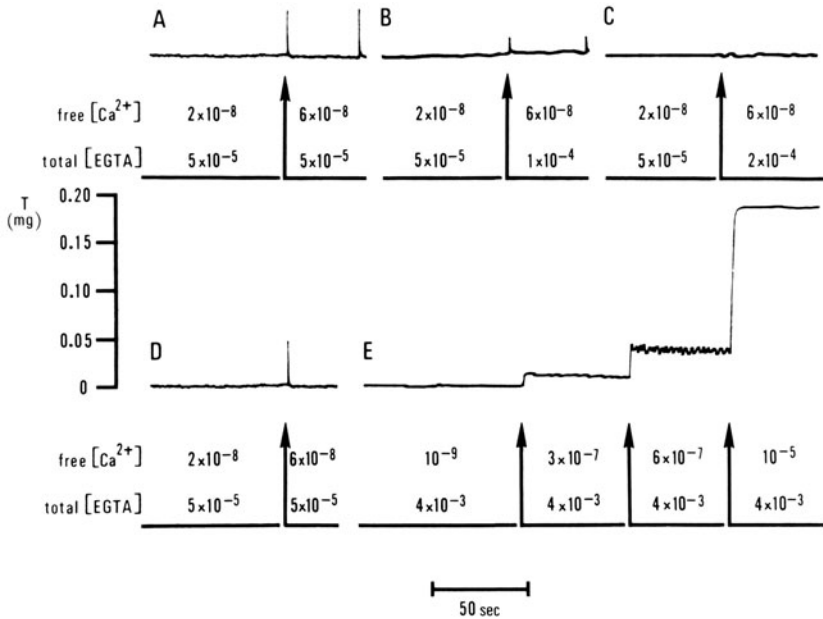 A B C
free [Ca²⁺] 2×10⁻⁸ 6×10⁻⁸ 2×10⁻⁸ 6×10⁻⁸ 2×10⁻⁸ 6×10⁻⁸
total [EGTA] 5×10⁻⁵ 5×10⁻⁵ 5×10⁻⁵ 1×10⁻⁴ 5×10⁻⁵ 2×10⁻⁴
T
(mg)
0.20
0.15
0.10
0.05
0
D E
free [Ca²⁺] 2×10⁻⁸ 6×10⁻⁸ 10⁻⁹ 3×10⁻⁷ 6×10⁻⁷ 10⁻⁵
total [EGTA] 5×10⁻⁵ 5×10⁻⁵ 4×10⁻³ 4×10⁻³ 4×10⁻³ 4×10⁻³
50 sec